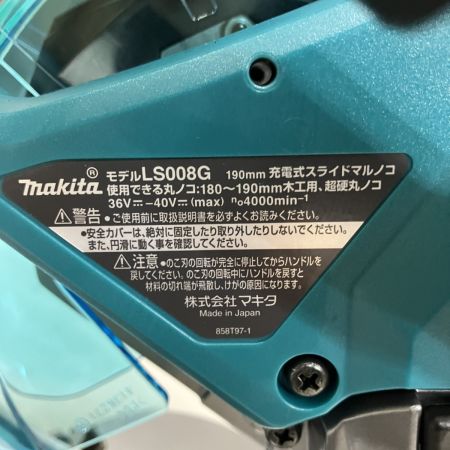 makita® モデルLS008G 190mm 充電式スライドマルノコ
使用できる丸ノコ:180～190mm木工用、超硬丸ノコ
36V⎓-40V⎓(max) n₀4000min⁻¹
⚠警告 ●ご使用前に取扱説明書を必ずよくお読みください。
●安全カバーは、絶対に固定したり取り外したりしないでください。
また、円滑に動く事を確認してください。
⚠注意 ●のこ刃の回転が完全に停止してからハンドルを
戻してください。のこ刃の回転中にハンドルを戻すと
材料の切れ端が飛散し、けがの原因になります。
株式会社マキタ
Made in Japan
858T97-1